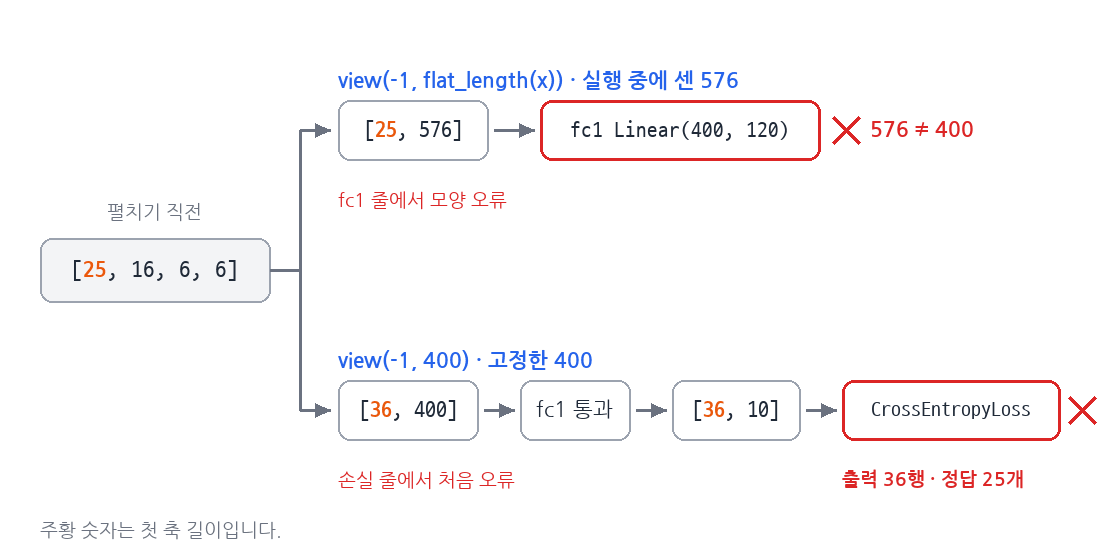 view(-1, flat_length(x)) · 실행 중에 센 576
[25, 576]
fc1 Linear(400, 120)
576 ≠ 400
fc1 줄에서 모양 오류
펼치기 직전
[25, 16, 6, 6]
view(-1, 400) · 고정한 400
[36, 400]
fc1 통과
[36, 10]
CrossEntropyLoss
손실 줄에서 처음 오류
출력 36행 · 정답 25개
주황 숫자는 첫 축 길이입니다.